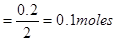 = 0.2/2 = 0.1moles